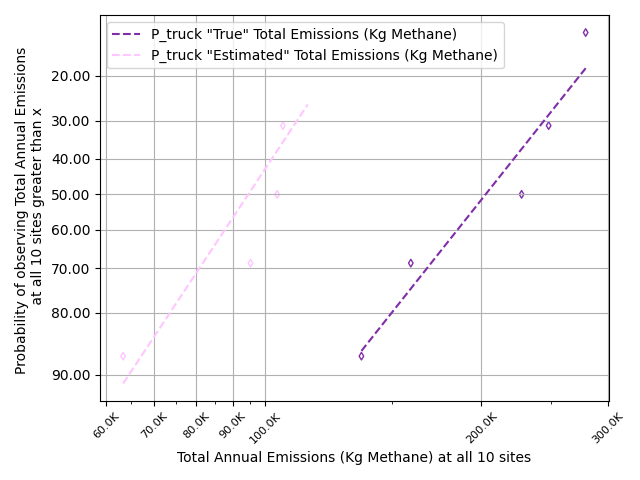 P_truck "True" Total Emissions (Kg Methane)
P_truck "Estimated" Total Emissions (Kg Methane)
Probability of observing Total Annual Emissions
at all 10 sites greater than x
20.00
30.00
40.00
50.00
60.00
70.00
80.00
90.00
60.0K
70.0K
80.0K
90.0K
100.0K
200.0K
300.0K
Total Annual Emissions (Kg Methane) at all 10 sites